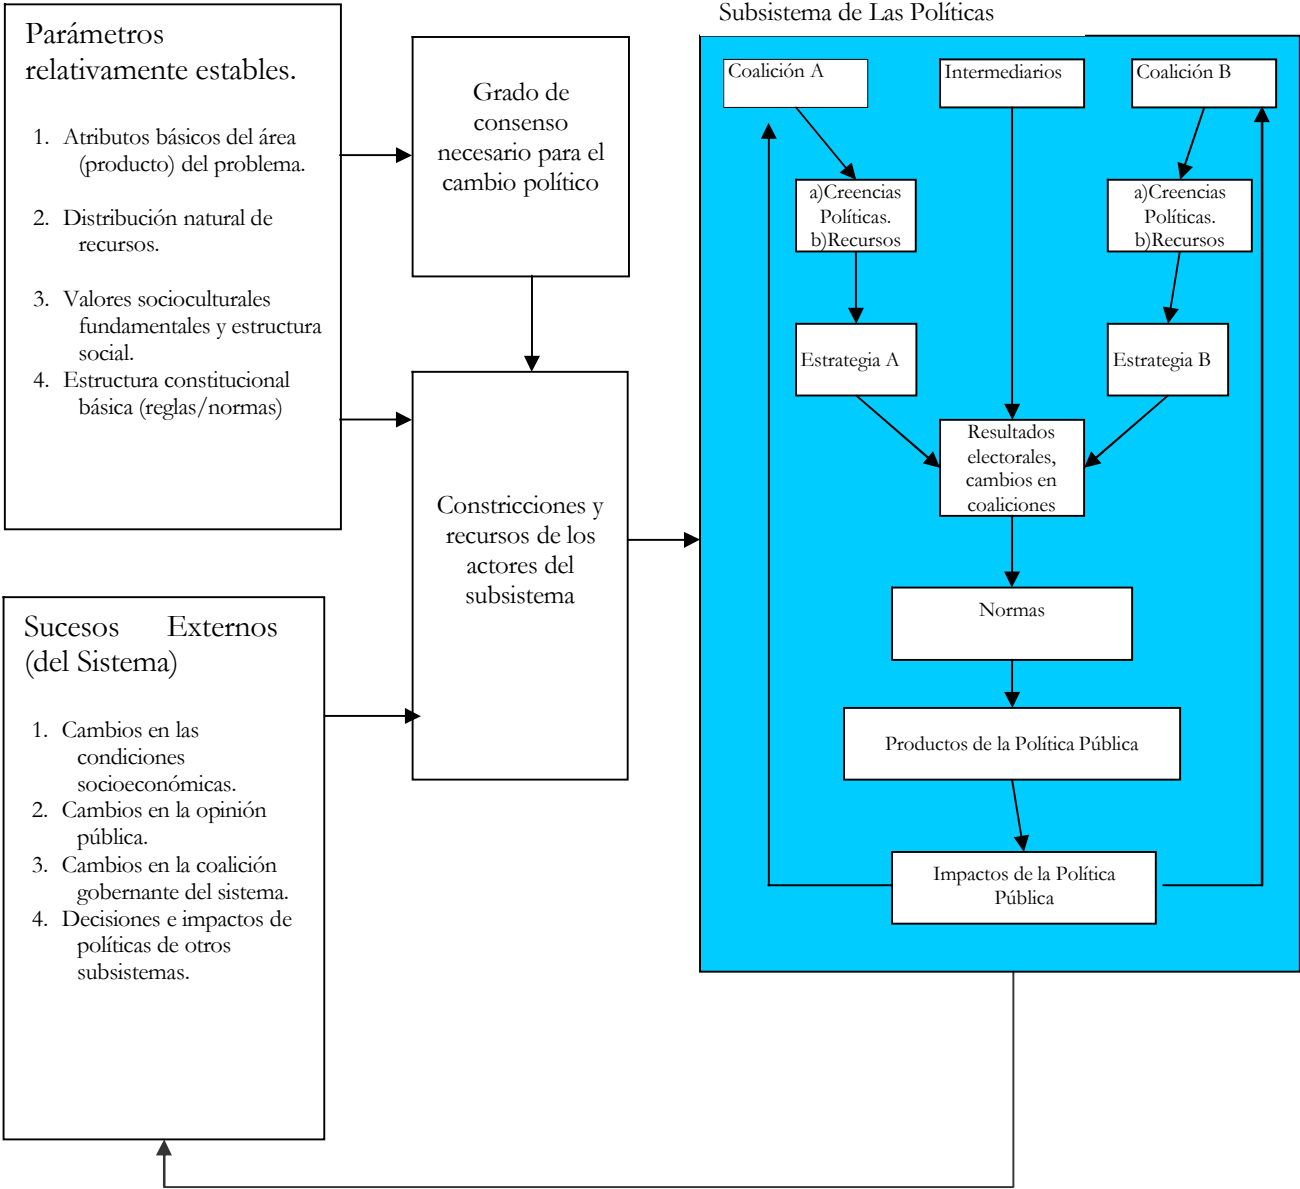 Parámetros
relativamente estables.
1. Atributos básicos del área
(producto) del problema.
2. Distribución natural de
recursos.
3. Valores socioculturales
fundamentales y estructura
social.
4. Estructura constitucional
básica (reglas/normas)
Grado de
consenso
necesario para el
cambio político
Constricciones y
recursos de los
actores del
subsistema
Sucesos Externos
(del Sistema)
1. Cambios en las
condiciones
socioeconómicas.
2. Cambios en la opinión
pública.
3. Cambios en la coalición
gobernante del sistema.
4. Decisiones e impactos de
políticas de otros
subsistemas.
Subsistema de Las Políticas
Coalición A
Intermediarios
Coalición B
a)Creencias
Políticas.
b)Recursos
a)Creencias
Políticas.
b)Recursos
Estrategia A
Estrategia B
Resultados
electorales,
cambios en
coaliciones
Normas
Productos de la Política Pública
Impactos de la Política
Pública